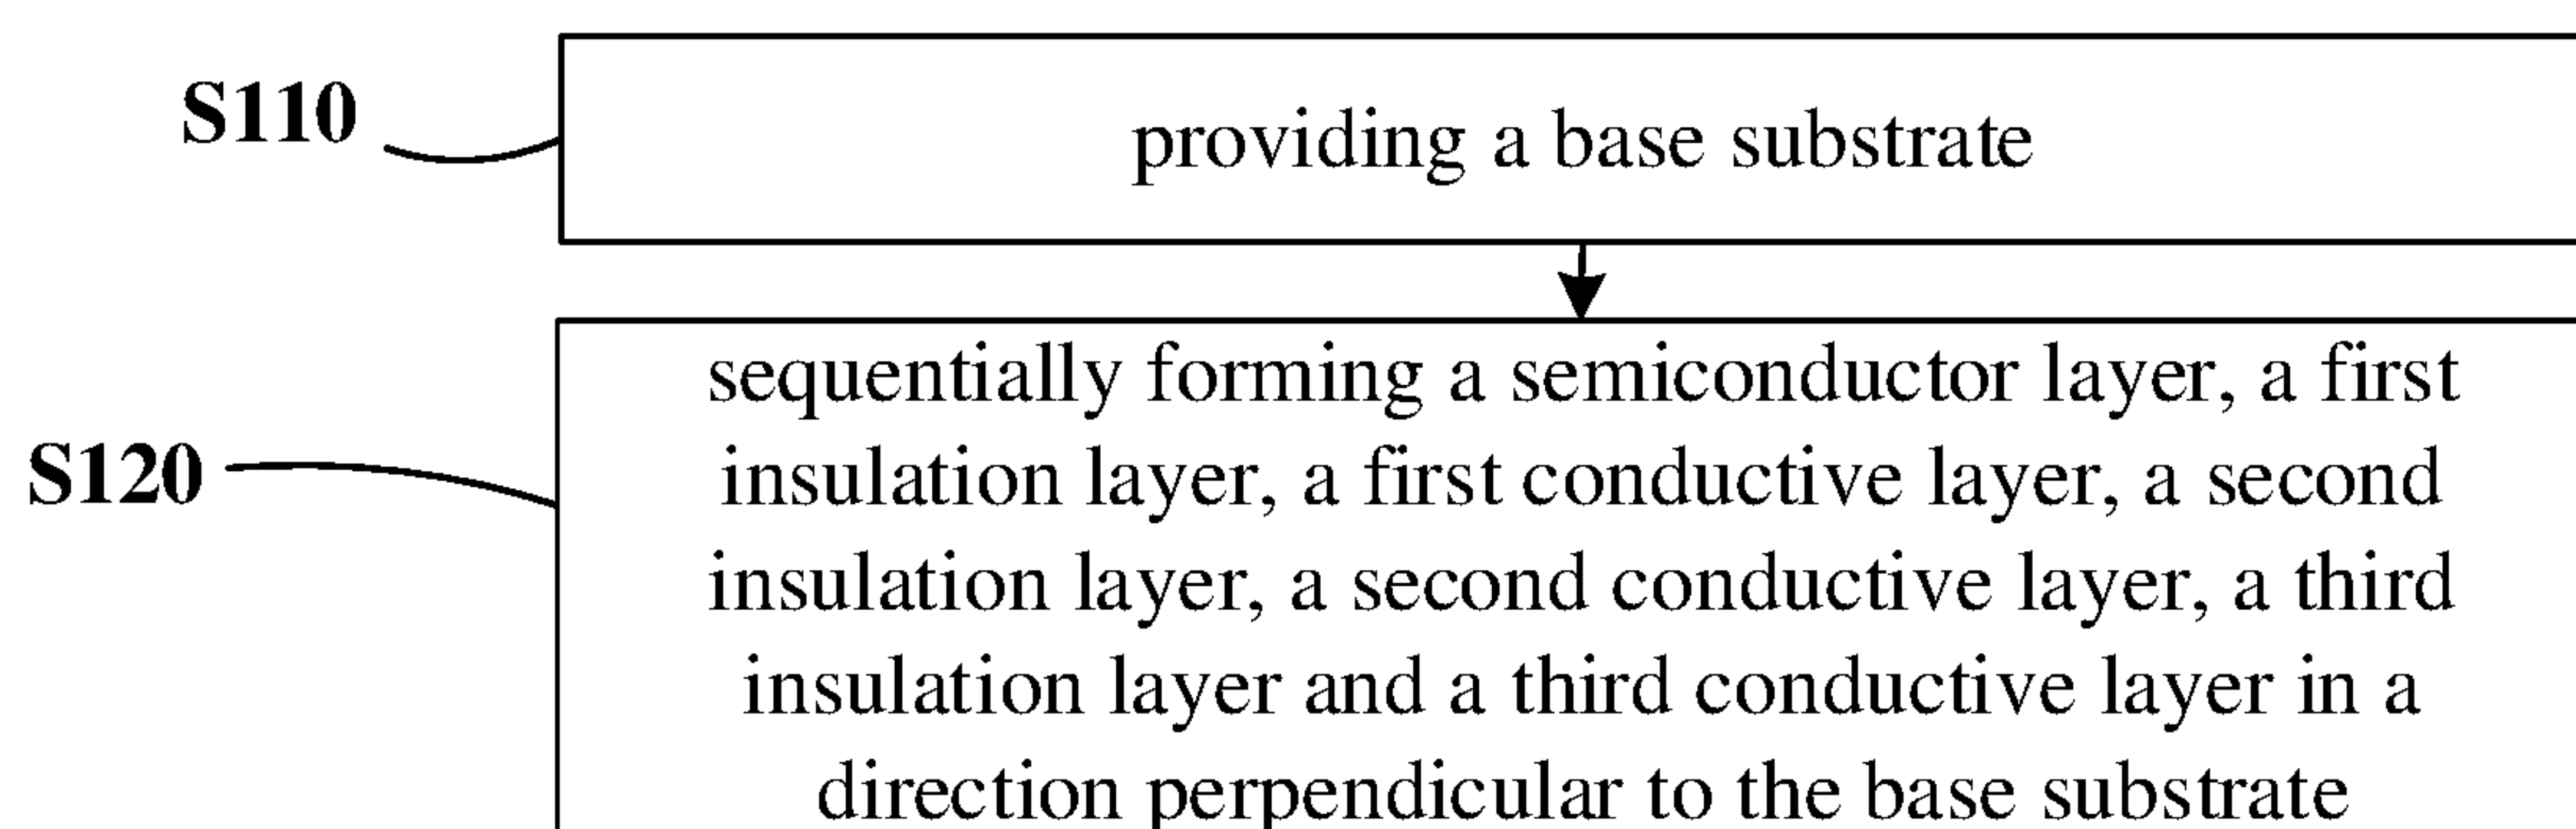 S110
providing a base substrate
S120
sequentially forming a semiconductor layer, a first
insulation layer, a first conductive layer, a second
insulation layer, a second conductive layer, a third
insulation layer and a third conductive layer in a
direction perpendicular to the base substrate